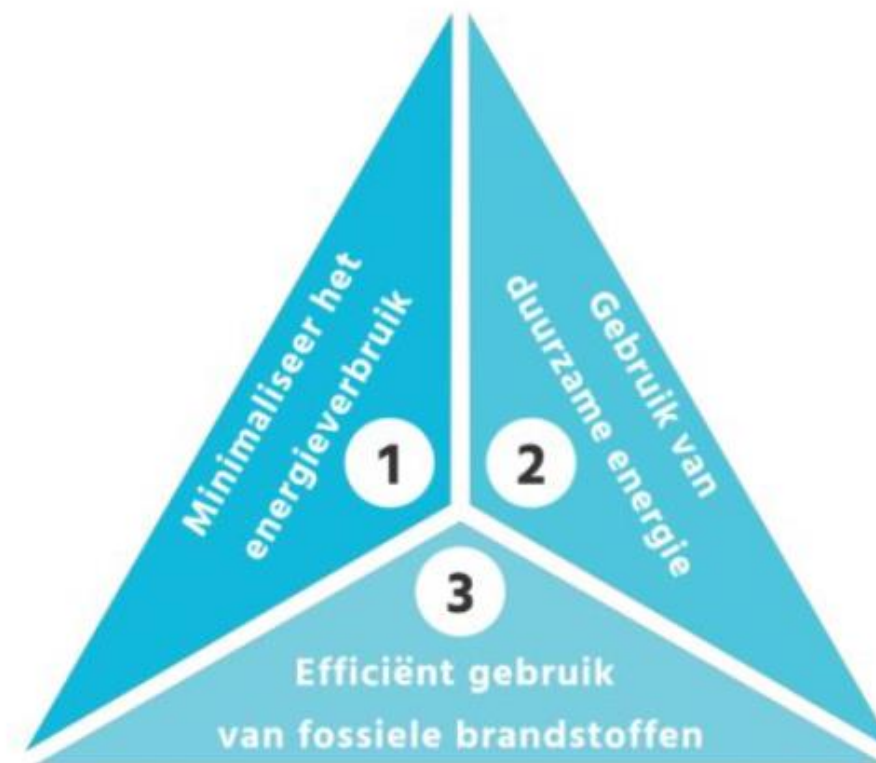 Minimaliseer het
energieverbruik
1
Gebruik van
duurzame energie
2
3
Efficiënt gebruik
van fossiele brandstoffen